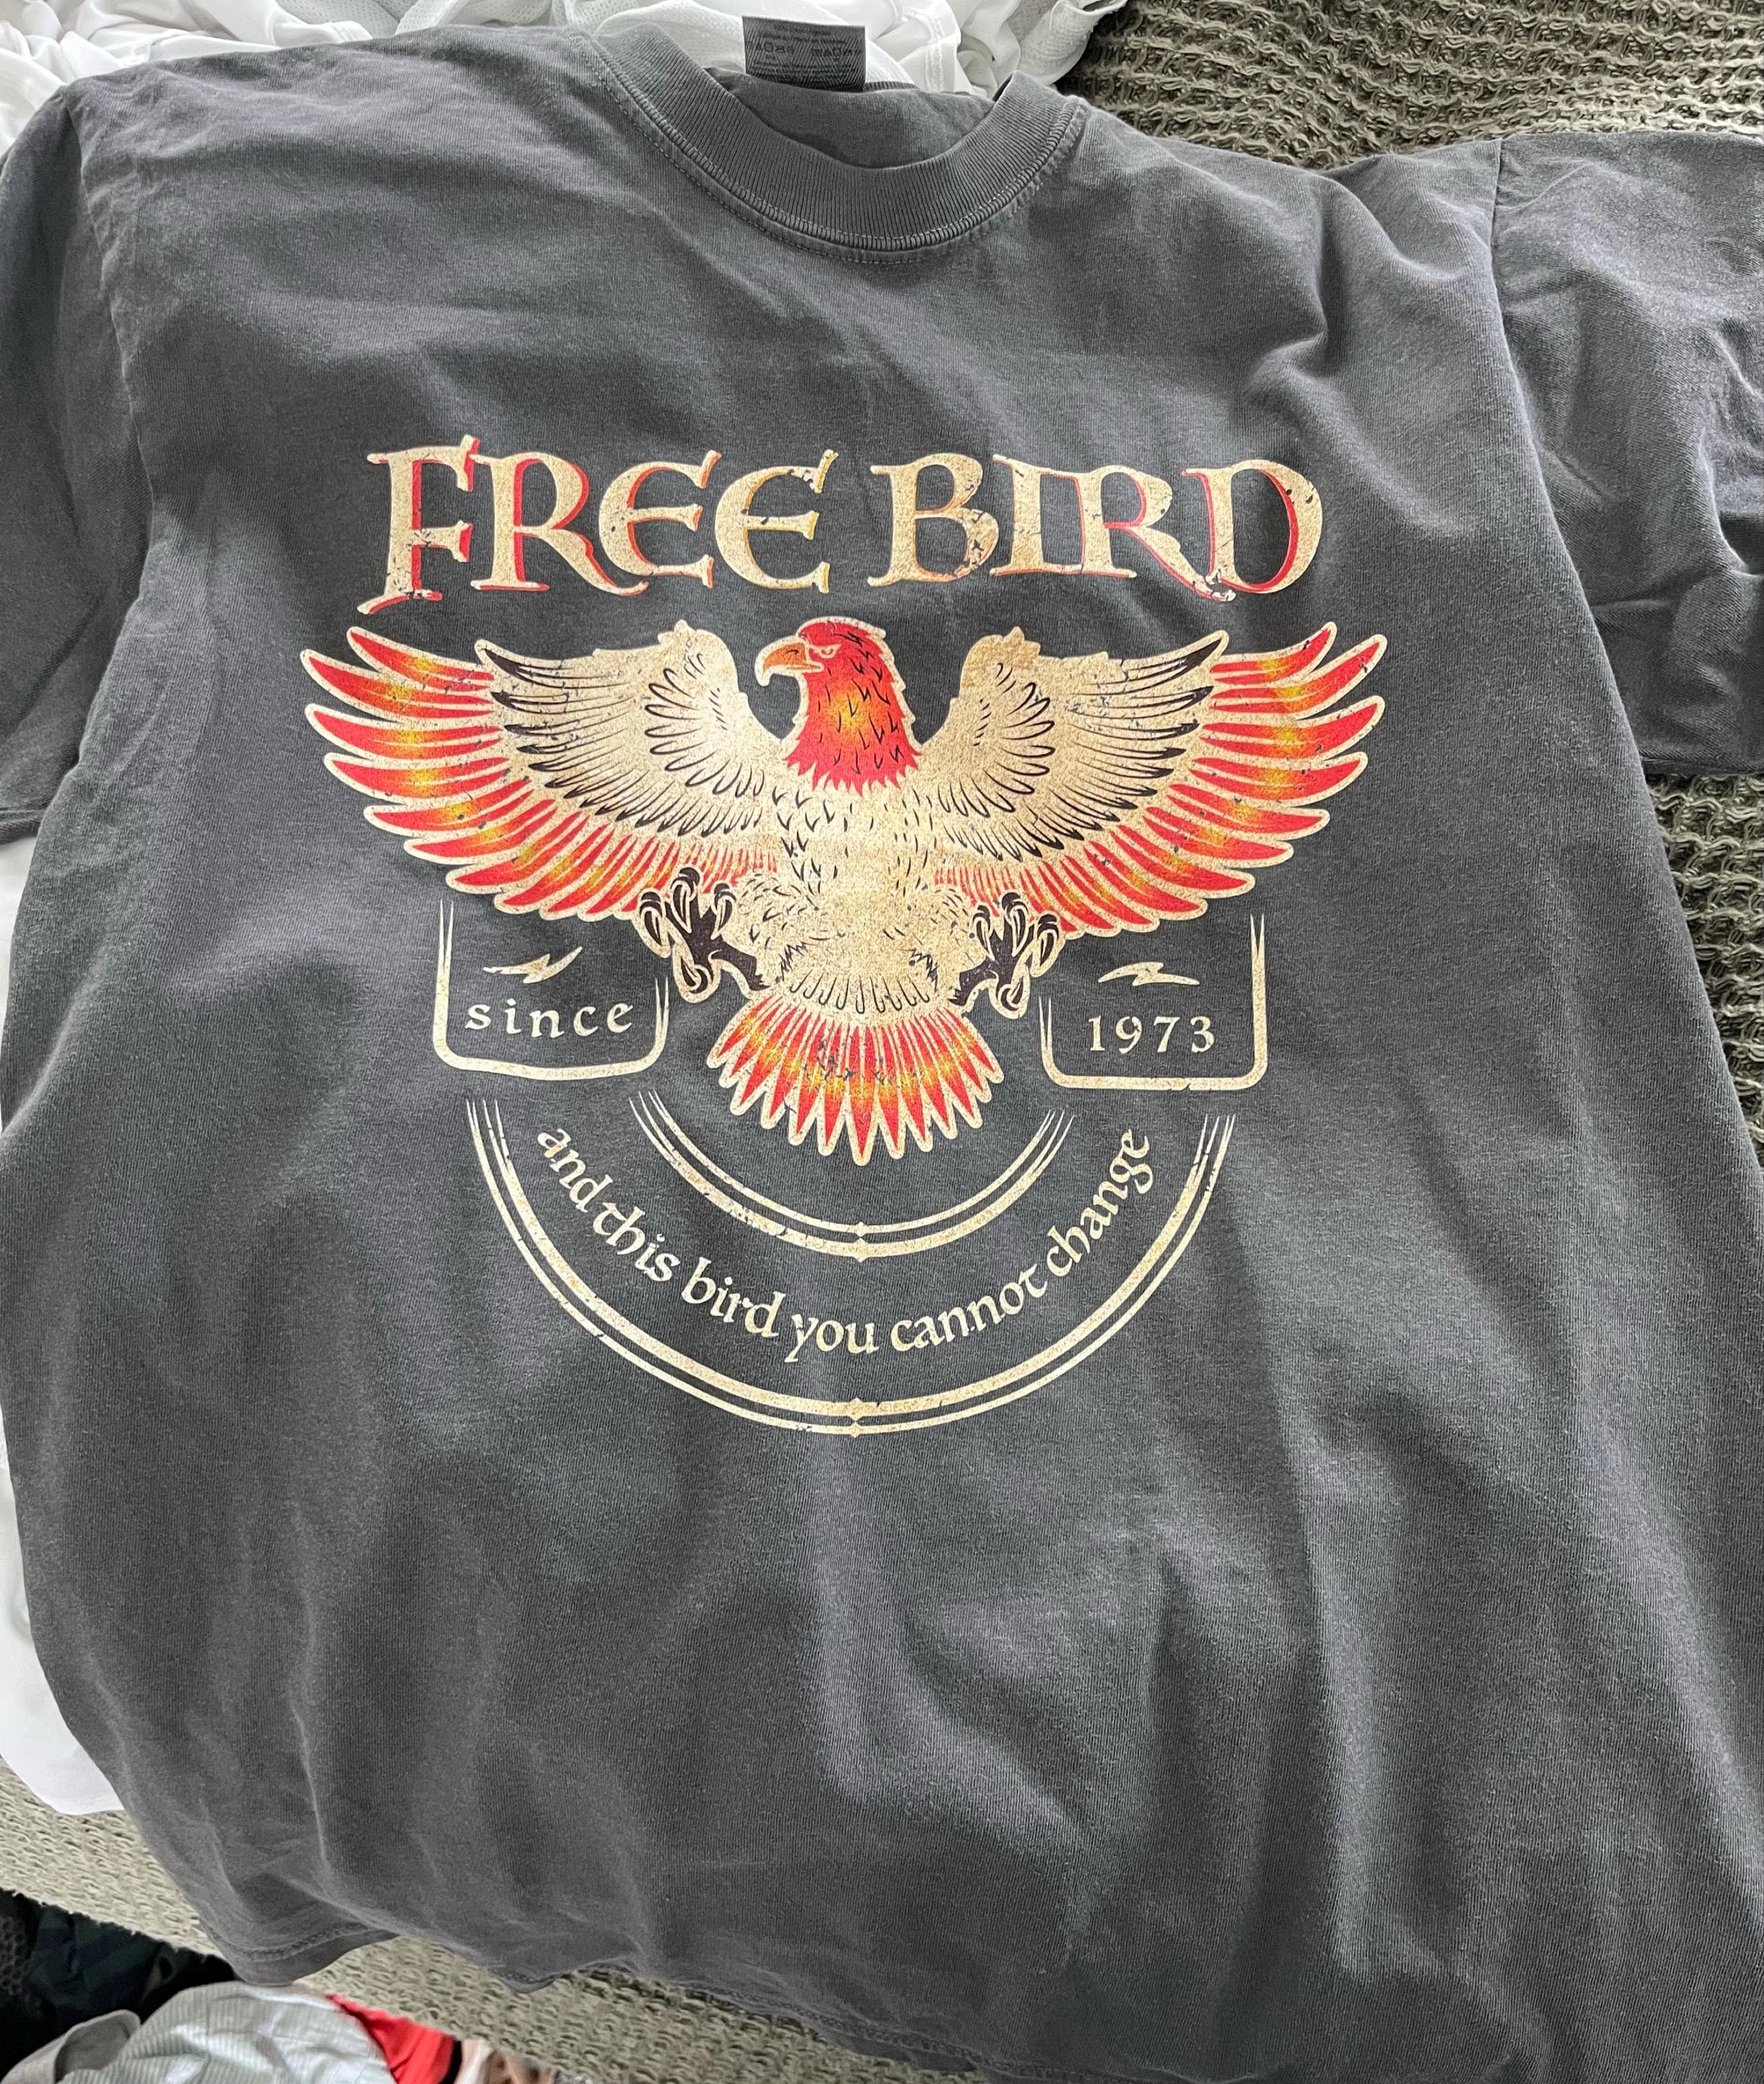 FREE BIRD
since
1973
and this bird you cannot change